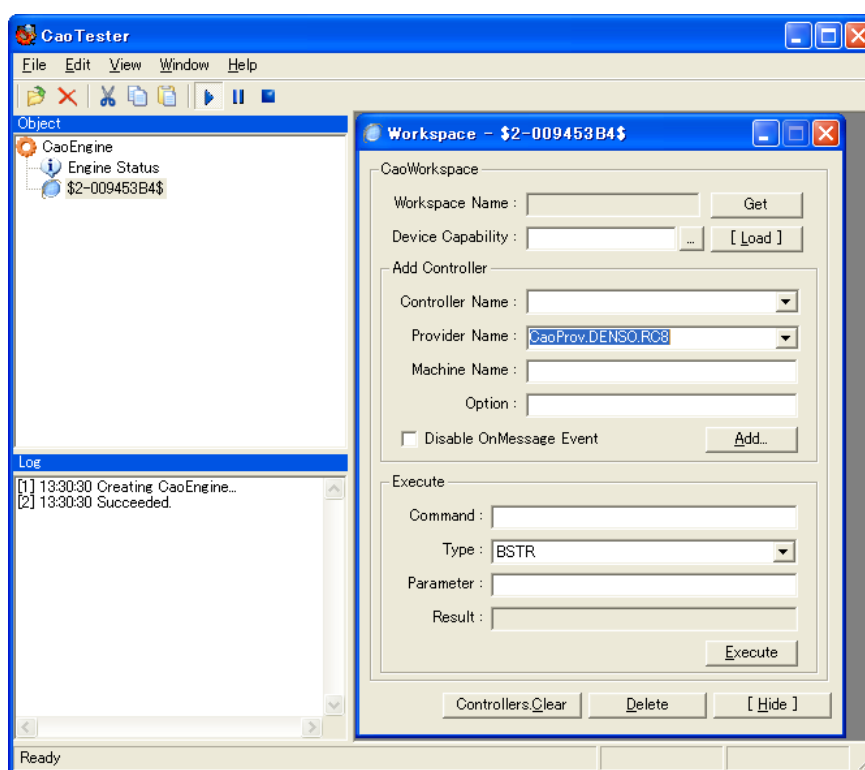 CaoTester
File Edit View Window Help
Object
CaoEngine
Engine Status
$2-009453B4$
Log
[1] 13:30:30 Creating CaoEngine...
[2] 13:30:30 Succeeded.
Workspace - $2-009453B4$
CaoWorkspace
Workspace Name : Get
Device Capability : ... [ Load ]
Add Controller
Controller Name :
Provider Name : CaoProv.DENSO.RC8
Machine Name :
Option :
Disable OnMessage Event Add...
Execute
Command :
Type : BSTR
Parameter :
Result :
Execute
Controllers.Clear Delete [ Hide ]
Ready